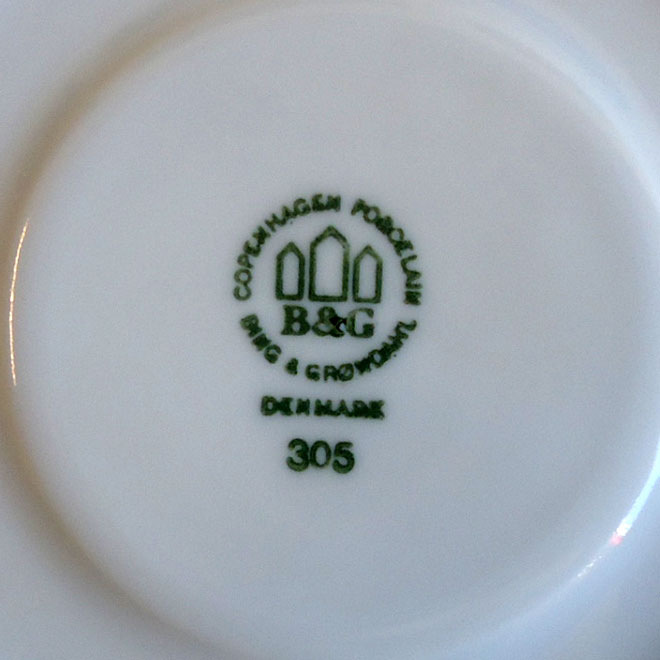 COPENHAGEN PORCELAIN
B&G
BING & GRØNDAHL
DENMARK
305